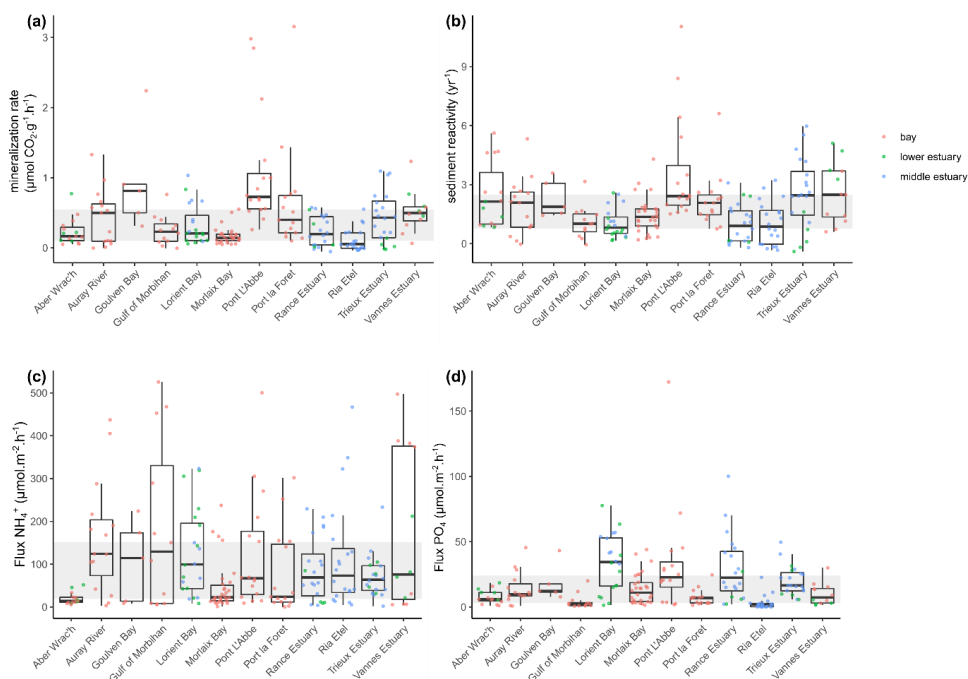 (a)
mineralization rate
(µmol CO₂.g⁻¹.h⁻¹)
3
2
1
0
Aber Wrac'h
Auray River
Goulven Bay
Gulf of Morbihan
Lorient Bay
Morlaix Bay
Pont L'Abbe
Port la Foret
Rance Estuary
Ria Etel
Trieux Estuary
Vannes Estuary
(b)
sediment reactivity (yr⁻¹)
9
6
3
0
Aber Wrac'h
Auray River
Goulven Bay
Gulf of Morbihan
Lorient Bay
Morlaix Bay
Pont L'Abbe
Port la Foret
Rance Estuary
Ria Etel
Trieux Estuary
Vannes Estuary
bay
lower estuary
middle estuary
(c)
Flux NH₄⁺ (µmol.m⁻².h⁻¹)
500
400
300
200
100
0
Aber Wrac'h
Auray River
Goulven Bay
Gulf of Morbihan
Lorient Bay
Morlaix Bay
Pont L'Abbe
Port la Foret
Rance Estuary
Ria Etel
Trieux Estuary
Vannes Estuary
(d)
Flux PO₄ (µmol.m⁻².h⁻¹)
150
100
50
0
Aber Wrac'h
Auray River
Goulven Bay
Gulf of Morbihan
Lorient Bay
Morlaix Bay
Pont L'Abbe
Port la Foret
Rance Estuary
Ria Etel
Trieux Estuary
Vannes Estuary